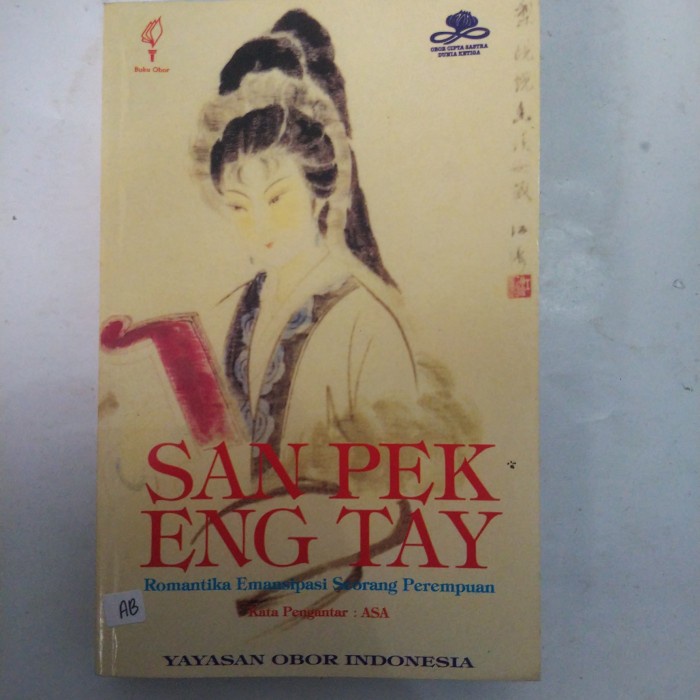 Buku Obor
OBOR CIPTA SASTRA
DUNIA KETIGA
SAN PEK
ENG TAY
Romantika Emansipasi Seorang Perempuan
Kata Pengantar : ASA
AB
YAYASAN OBOR INDONESIA